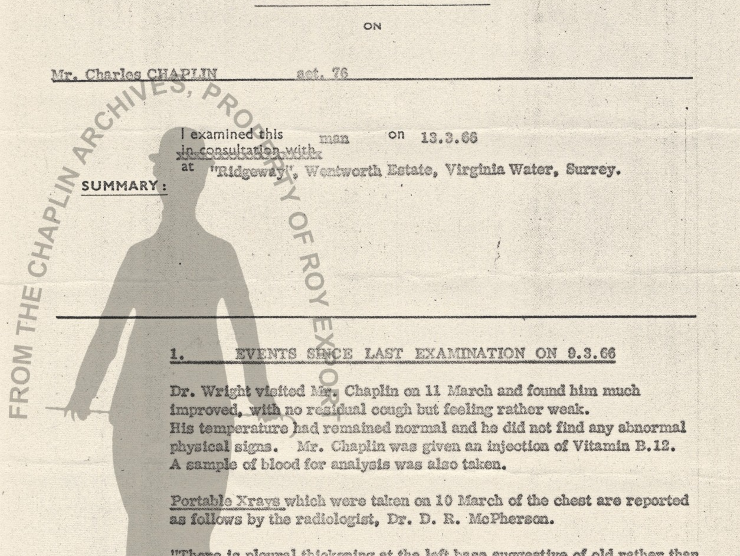 ON
Mr. Charles CHAPLIN aet. 76
I examined this man on 13.3.66
in consultation with
at "Ridgeway", Wentworth Estate, Virginia Water, Surrey.
SUMMARY:
FROM THE CHAPLIN ARCHIVES, PROPERTY OF ROY EXPORT
1. EVENTS SINCE LAST EXAMINATION ON 9.3.66
Dr. Wright visited Mr. Chaplin on 11 March and found him much
improved, with no residual cough but feeling rather weak.
His temperature had remained normal and he did not find any abnormal
physical signs. Mr. Chaplin was given an injection of Vitamin B.12.
A sample of blood for analysis was also taken.
Portable Xrays which were taken on 10 March of the chest are reported
as follows by the radiologist, Dr. D. R. McPherson.
"There is pleural thickening at the left base suggestive of old rather than